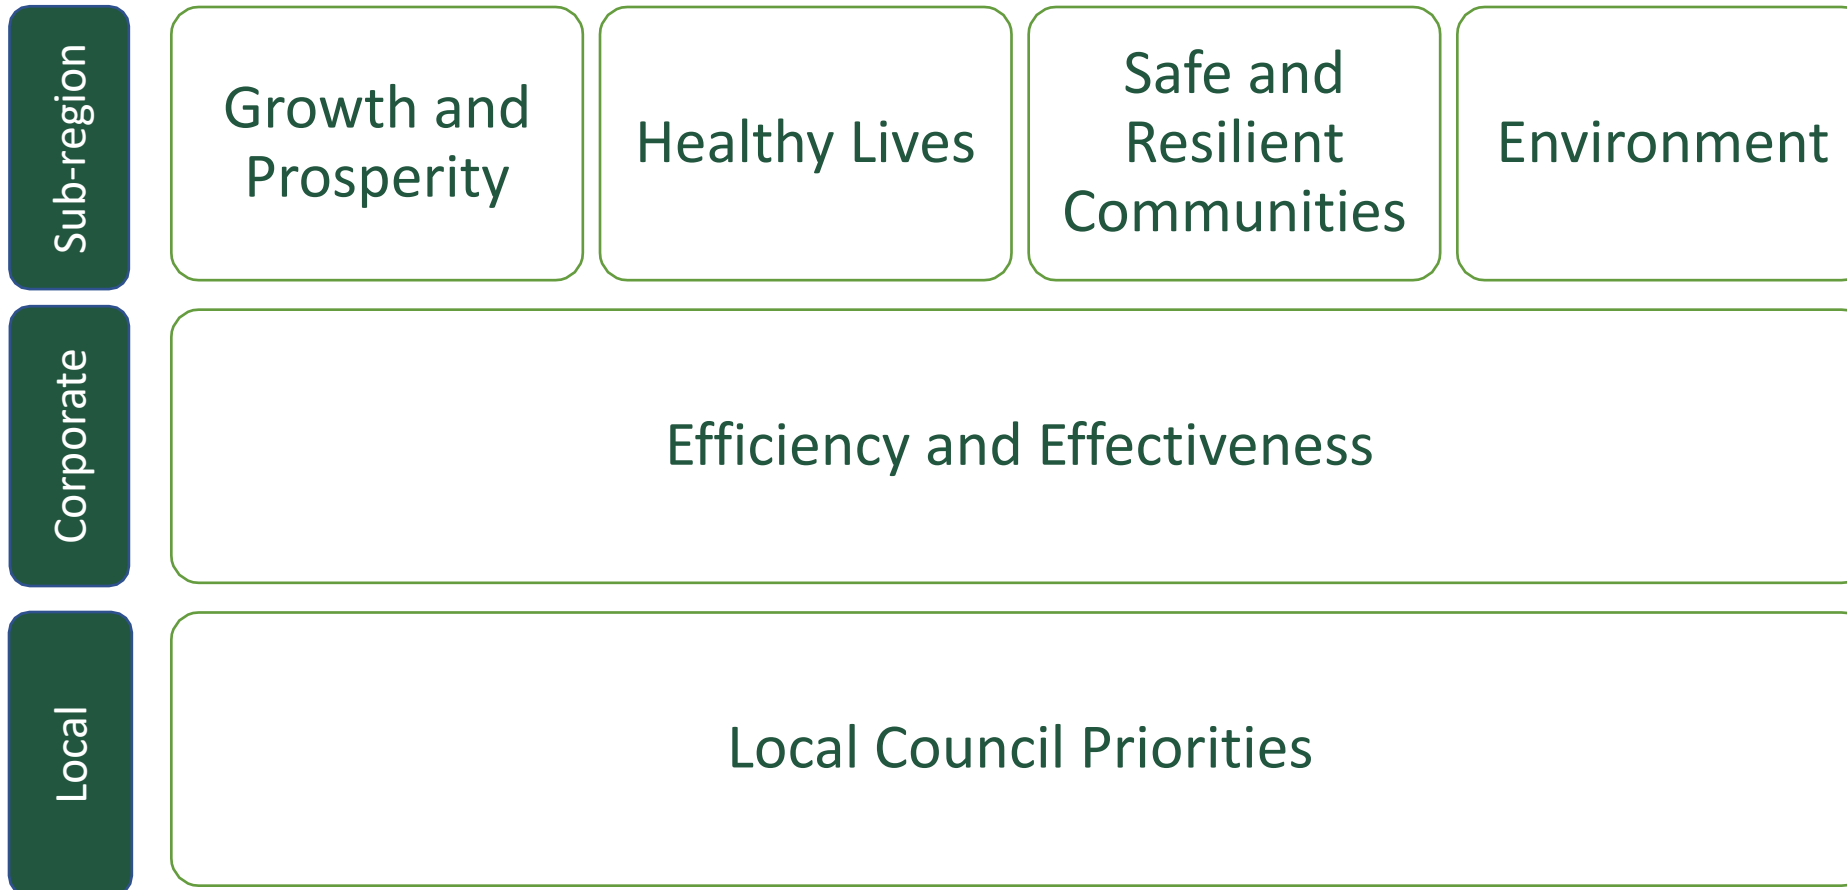 Sub-region
Growth and
Prosperity
Healthy Lives
Safe and
Resilient
Communities
Environment
Corporate
Efficiency and Effectiveness
Local
Local Council Priorities